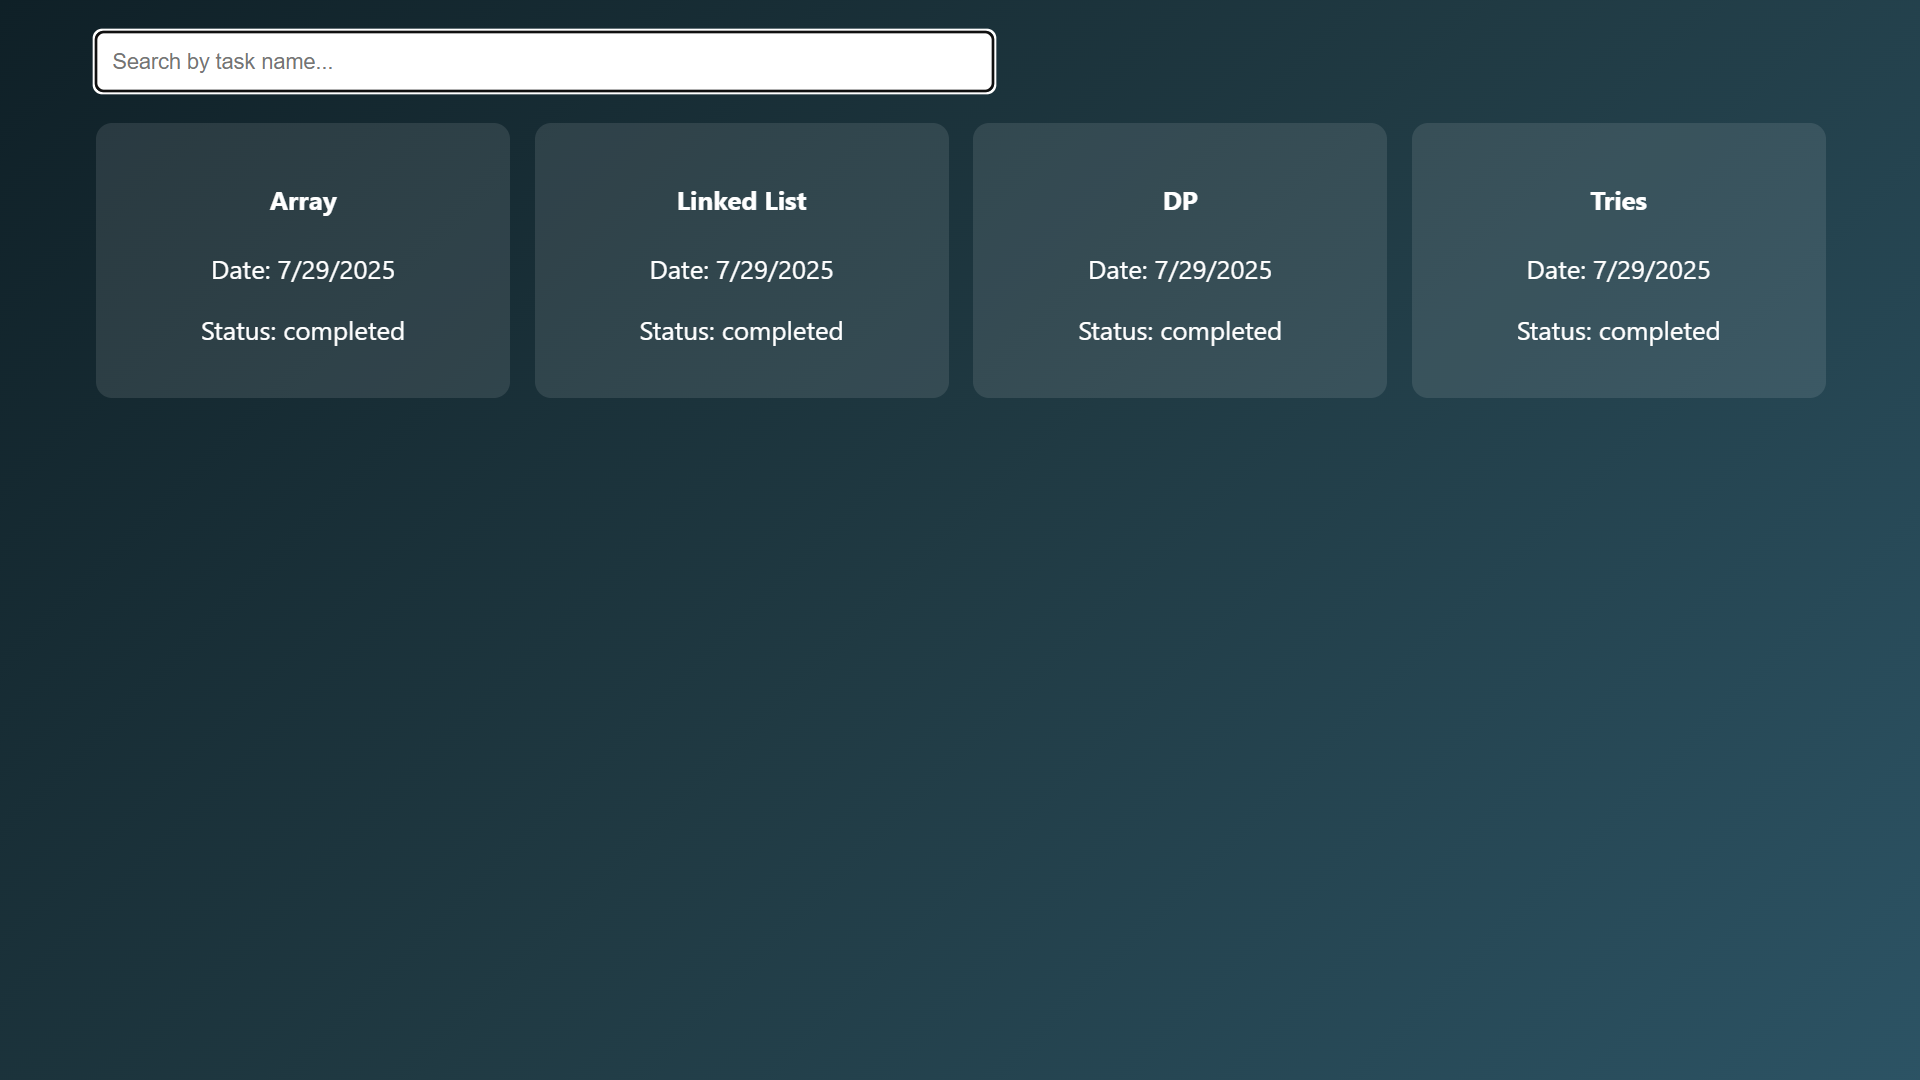 Search by task name...
Array
Date: 7/29/2025
Status: completed
Linked List
Date: 7/29/2025
Status: completed
DP
Date: 7/29/2025
Status: completed
Tries
Date: 7/29/2025
Status: completed